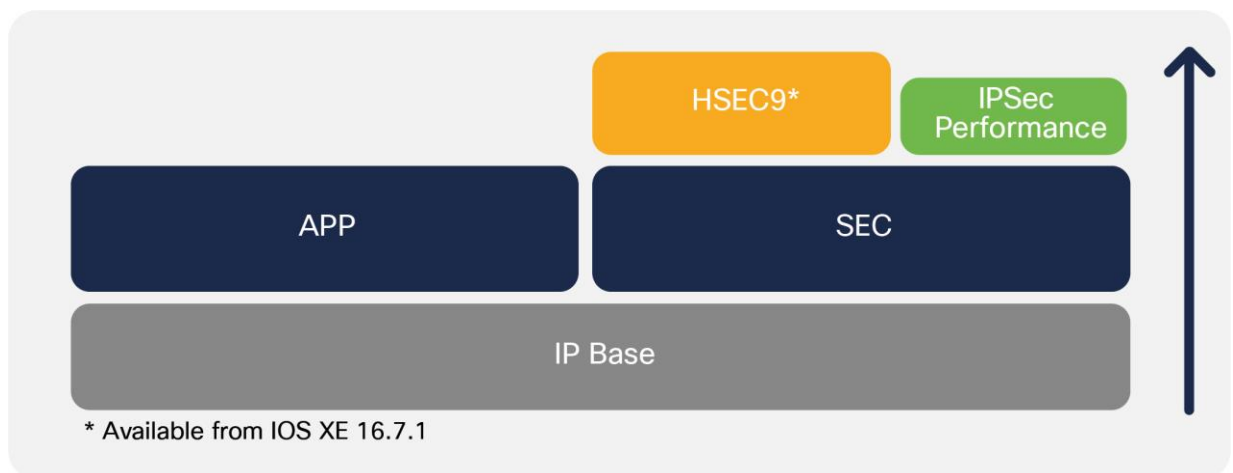 HSEC9*
IPSec
Performance
APP
SEC
IP Base
* Available from IOS XE 16.7.1